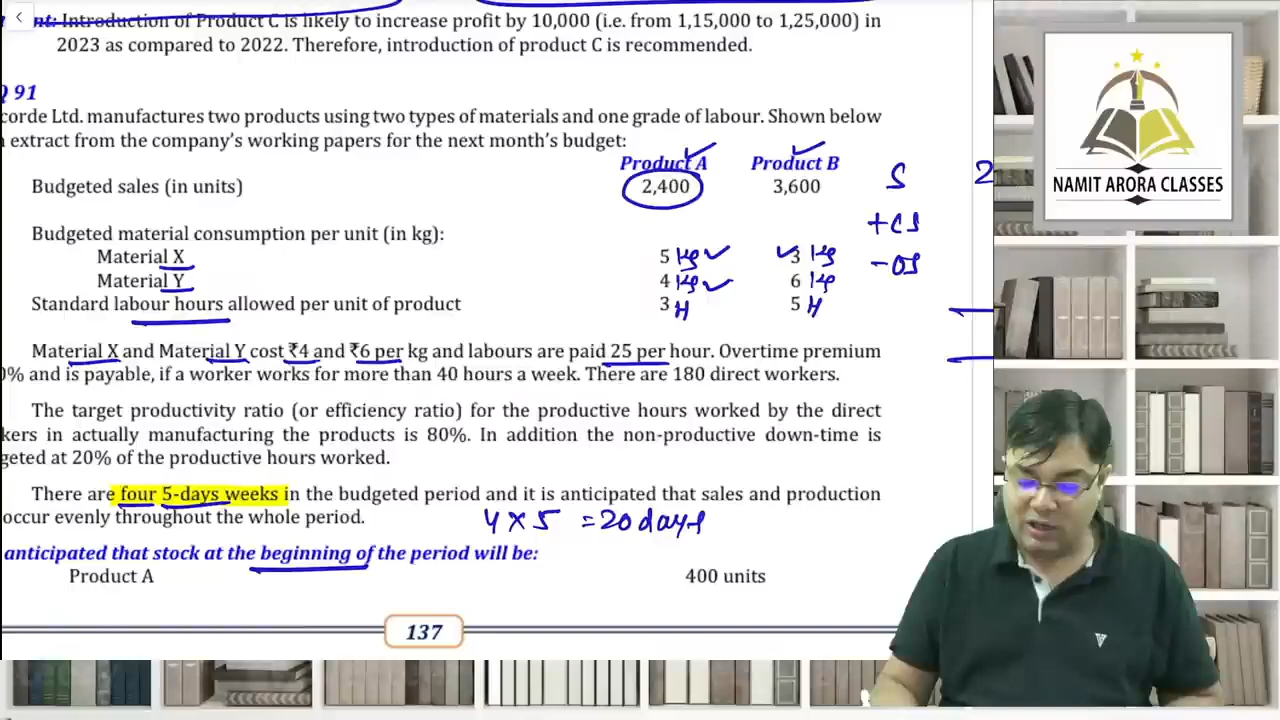 nt: Introduction of Product C is likely to increase profit by 10,000 (i.e. from 1,15,000 to 1,25,000) in
2023 as compared to 2022. Therefore, introduction of product C is recommended.
Q 91
corde Ltd. manufactures two products using two types of materials and one grade of labour. Shown below
extract from the company's working papers for the next month's budget:
Product A Product B
Budgeted sales (in units) 2,400 3,600 S 2
+CS
Budgeted material consumption per unit (in kg):
Material X 5 kg 3 kg -OS
Material Y 4 kg 6 kg
Standard labour hours allowed per unit of product 3 H 5 H
Material X and Material Y cost ₹4 and ₹6 per kg and labours are paid 25 per hour. Overtime premium
0% and is payable, if a worker works for more than 40 hours a week. There are 180 direct workers.
The target productivity ratio (or efficiency ratio) for the productive hours worked by the direct
kers in actually manufacturing the products is 80%. In addition the non-productive down-time is
geted at 20% of the productive hours worked.
There are four 5-days weeks in the budgeted period and it is anticipated that sales and production
occur evenly throughout the whole period.
4 × 5 = 20 days
anticipated that stock at the beginning of the period will be:
Product A 400 units
137
NAMIT ARORA CLASSES